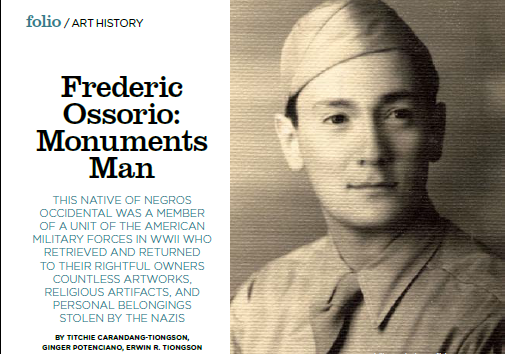 folio / ART HISTORY
Frederic
Ossorio:
Monuments
Man
THIS NATIVE OF NEGROS
OCCIDENTAL WAS A MEMBER
OF A UNIT OF THE AMERICAN
MILITARY FORCES IN WWII WHO
RETRIEVED AND RETURNED
TO THEIR RIGHTFUL OWNERS
COUNTLESS ARTWORKS,
RELIGIOUS ARTIFACTS, AND
PERSONAL BELONGINGS
STOLEN BY THE NAZIS
BY TITCHIE CARANDANG-TIONGSON,
GINGER POTENCIANO, ERWIN R. TIONGSON